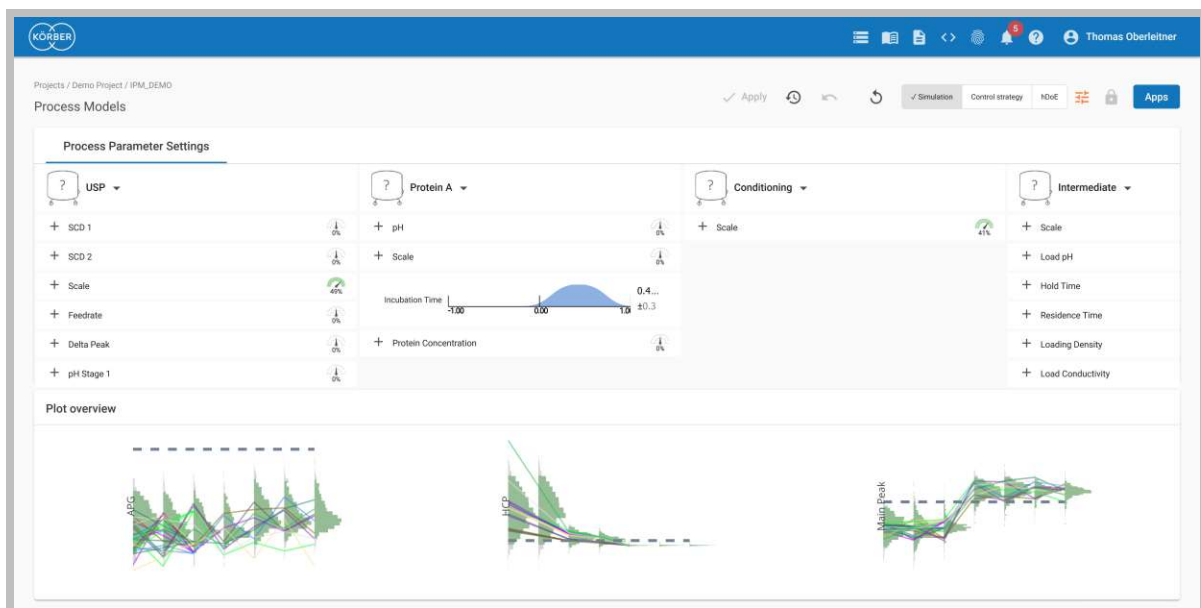 KÖRBER
5
Thomas Oberleitner
Projects / Demo Project / IPM_DEMO
Process Models
Apply
✓ Simulation
Control strategy
hDoE
Apps
Process Parameter Settings
? USP
? Protein A
? Conditioning
? Intermediate
+ SCD 1 0%
+ pH 0%
+ Scale 41%
+ Scale
+ SCD 2 0%
+ Scale 0%
+ Load pH
+ Scale 49%
Incubation Time -1.00 0.00 1.0 0.4... ±0.3
+ Hold Time
+ Feedrate 0%
+ Residence Time
+ Delta Peak 0%
+ Protein Concentration 0%
+ Loading Density
+ pH Stage 1 0%
+ Load Conductivity
Plot overview
APG
HCP
Main Peak